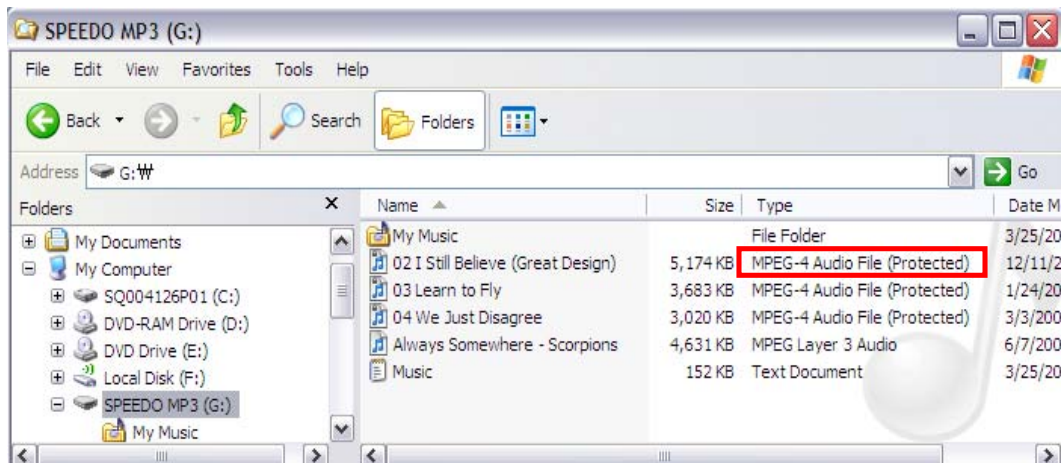 SPEEDO MP3 (G:)
File Edit View Favorites Tools Help
Back Search Folders
Address G:₩ Go
Folders x Name Size Type Date M
My Documents
My Computer
SQ004126P01 (C:)
DVD-RAM Drive (D:)
DVD Drive (E:)
Local Disk (F:)
SPEEDO MP3 (G:)
My Music
My Music File Folder 3/25/20
02 I Still Believe (Great Design) 5,174 KB MPEG-4 Audio File (Protected) 12/11/2
03 Learn to Fly 3,683 KB MPEG-4 Audio File (Protected) 1/24/20
04 We Just Disagree 3,020 KB MPEG-4 Audio File (Protected) 3/3/200
Always Somewhere - Scorpions 4,631 KB MPEG Layer 3 Audio 6/7/200
Music 152 KB Text Document 3/25/20